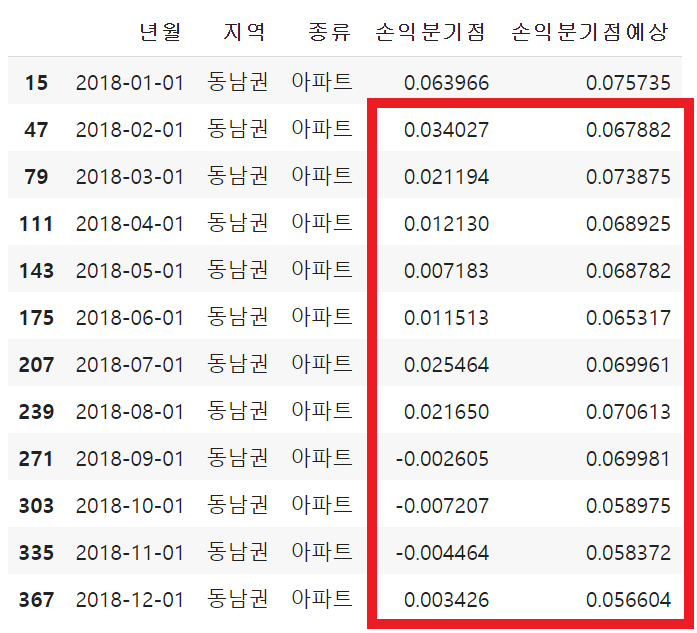 년월 지역 종류 손익분기점 손익분기점예상
15 2018-01-01 동남권 아파트 0.063966 0.075735
47 2018-02-01 동남권 아파트 0.034027 0.067882
79 2018-03-01 동남권 아파트 0.021194 0.073875
111 2018-04-01 동남권 아파트 0.012130 0.068925
143 2018-05-01 동남권 아파트 0.007183 0.068782
175 2018-06-01 동남권 아파트 0.011513 0.065317
207 2018-07-01 동남권 아파트 0.025464 0.069961
239 2018-08-01 동남권 아파트 0.021650 0.070613
271 2018-09-01 동남권 아파트 -0.002605 0.069981
303 2018-10-01 동남권 아파트 -0.007207 0.058975
335 2018-11-01 동남권 아파트 -0.004464 0.058372
367 2018-12-01 동남권 아파트 0.003426 0.056604